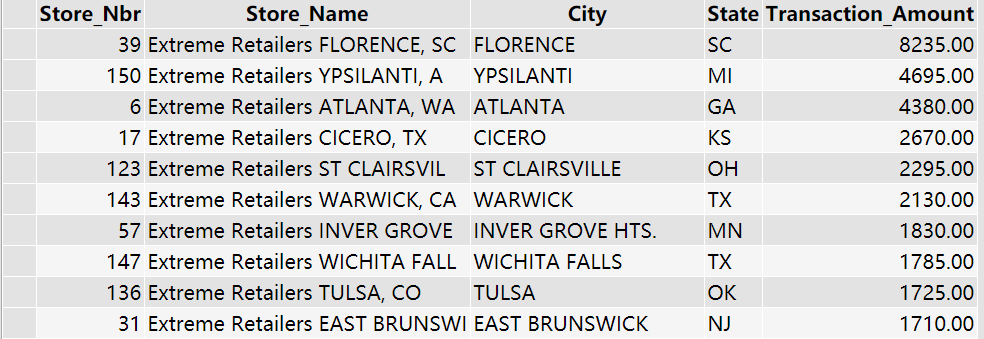 Store_Nbr Store_Name City State Transaction_Amount
39 Extreme Retailers FLORENCE, SC FLORENCE SC 8235.00
150 Extreme Retailers YPSILANTI, A YPSILANTI MI 4695.00
6 Extreme Retailers ATLANTA, WA ATLANTA GA 4380.00
17 Extreme Retailers CICERO, TX CICERO KS 2670.00
123 Extreme Retailers ST CLAIRSVIL ST CLAIRSVILLE OH 2295.00
143 Extreme Retailers WARWICK, CA WARWICK TX 2130.00
57 Extreme Retailers INVER GROVE INVER GROVE HTS. MN 1830.00
147 Extreme Retailers WICHITA FALL WICHITA FALLS TX 1785.00
136 Extreme Retailers TULSA, CO TULSA OK 1725.00
31 Extreme Retailers EAST BRUNSWI EAST BRUNSWICK NJ 1710.00